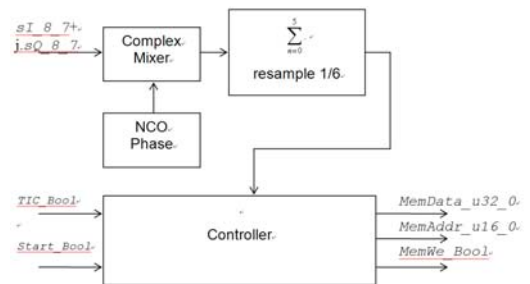 sI_8_7+
j.sQ_8_7
Complex
Mixer
5
∑
n=0
resample 1/6
NCO
Phase
TIC_Bool
Start_Bool
Controller
MemData_u32_0
MemAddr_u16_0
MemWe_Bool